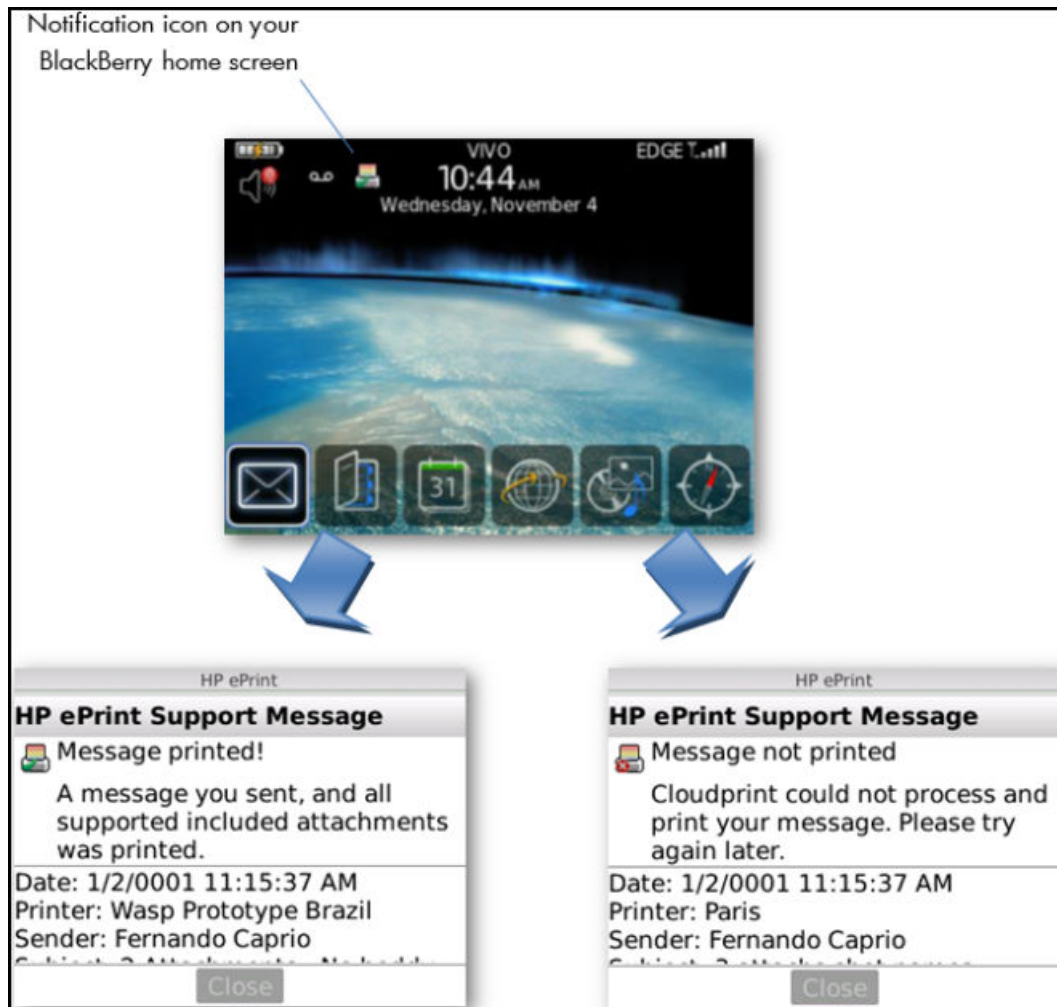 Notification icon on your
BlackBerry home screen
VIVO
EDGE
10:44 AM
Wednesday, November 4
31
N
HP ePrint
HP ePrint Support Message
Message printed!
A message you sent, and all
supported included attachments
was printed.
Date: 1/2/0001 11:15:37 AM
Printer: Wasp Prototype Brazil
Sender: Fernando Caprio
Close
HP ePrint
HP ePrint Support Message
Message not printed
Cloudprint could not process and
print your message. Please try
again later.
Date: 1/2/0001 11:15:37 AM
Printer: Paris
Sender: Fernando Caprio
Close